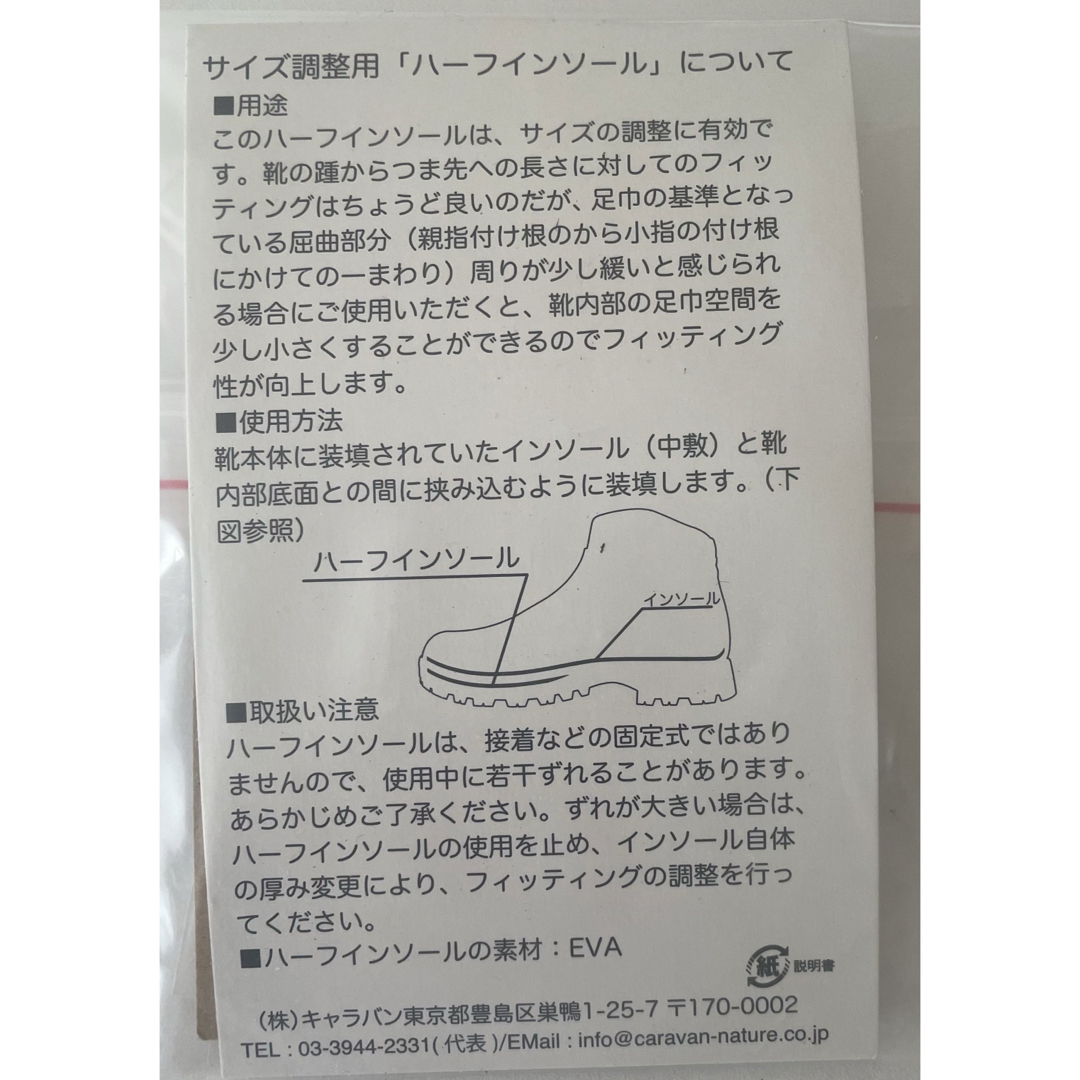 サイズ調整用「ハーフインソール」について
■用途
このハーフインソールは、サイズの調整に有効で
す。靴の踵からつま先への長さに対してのフィッ
ティングはちょうど良いのだが、足巾の基準となっ
ている屈曲部分（親指付け根のから小指の付け根
にかけての一まわり）周りが少し緩いと感じられ
る場合にご使用いただくと、靴内部の足巾空間を
少し小さくすることができるのでフィッティング
性が向上します。
■使用方法
靴本体に装填されていたインソール（中敷）と靴
内部底面との間に挟み込むように装填します。（下
図参照）
ハーフインソール
インソール
■取扱い注意
ハーフインソールは、接着などの固定式ではあり
ませんので、使用中に若干ずれることがあります。
あらかじめご了承ください。ずれが大きい場合は、
ハーフインソールの使用を止め、インソール自体
の厚み変更により、フィッティングの調整を行っ
てください。
■ハーフインソールの素材：EVA
紙 説明書
（株）キャラバン東京都豊島区巣鴨1-25-7 〒170-0002
TEL : 03-3944-2331( 代表 )/EMail : info@caravan-nature.co.jp